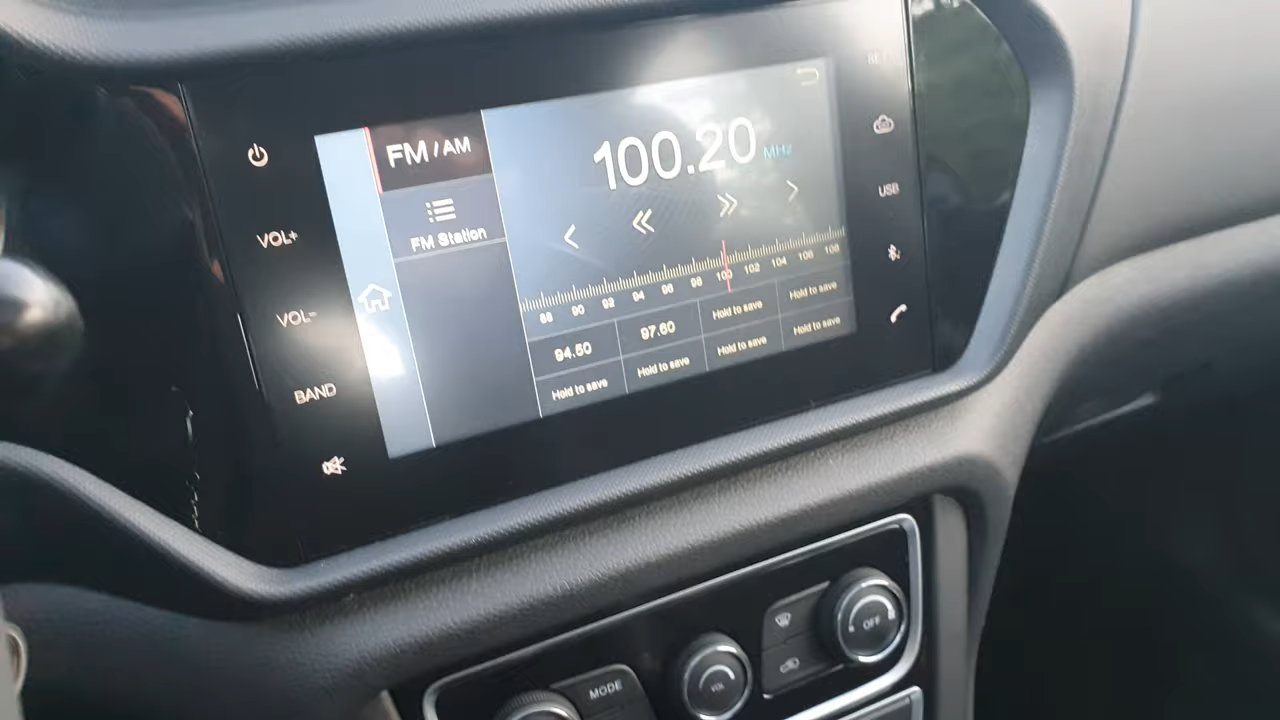 VOL+
VOL-
BAND
FM / AM
FM Station
100.20 MHz
88 90 92 94 96 98 100 102 104 106 108
94.50 97.60 Hold to save Hold to save
Hold to save Hold to save Hold to save Hold to save
USB
MODE
VOL
OFF